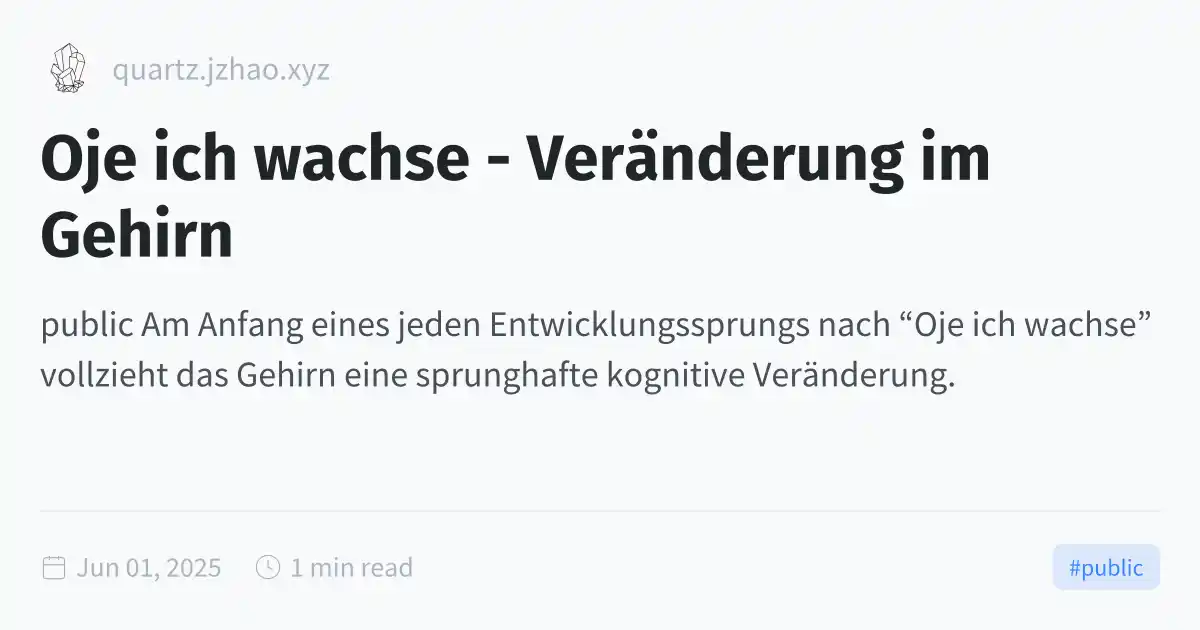 quartz.jzhao.xyz
Oje ich wachse - Veränderung im
Gehirn
public Am Anfang eines jeden Entwicklungssprungs nach “Oje ich wachse”
vollzieht das Gehirn eine sprunghafte kognitive Veränderung.
Jun 01, 2025
1 min read
#public